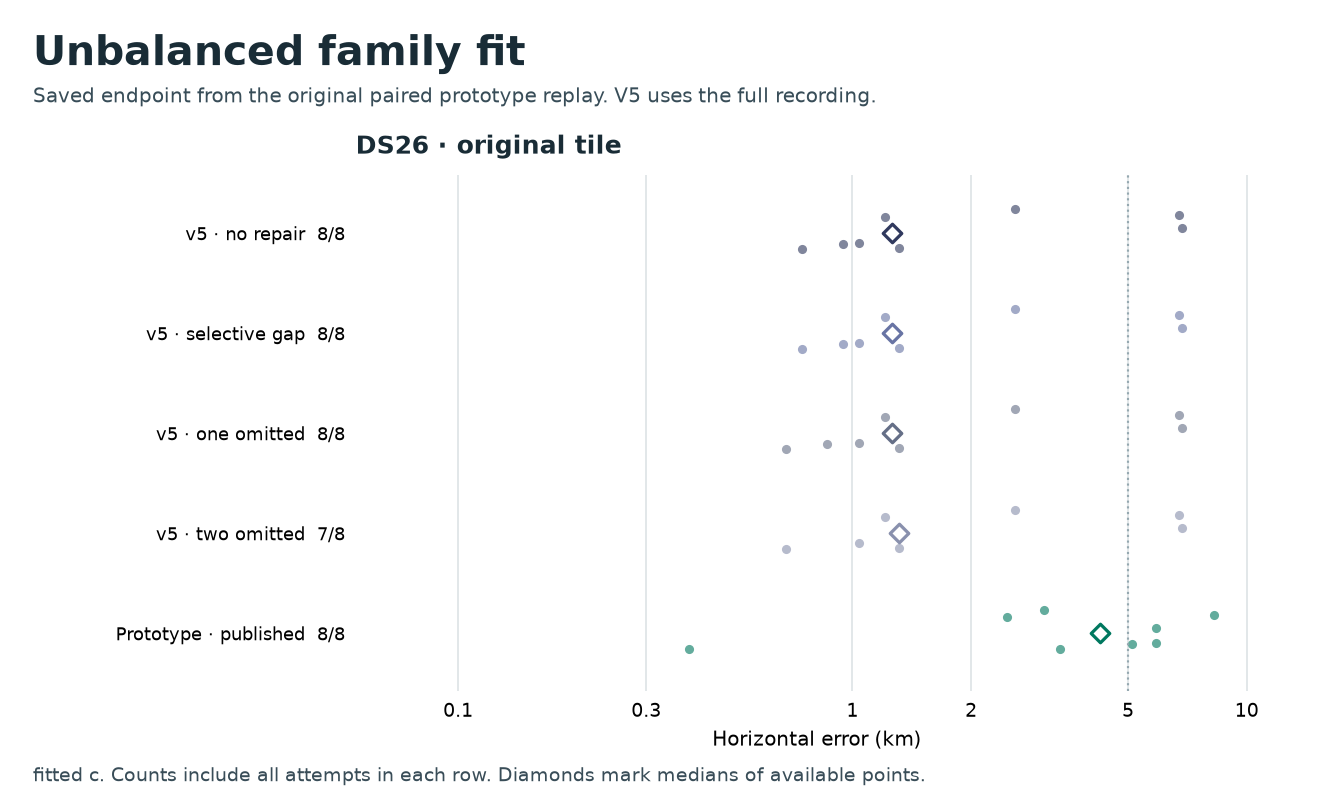 Unbalanced family fit
Saved endpoint from the original paired prototype replay. V5 uses the full recording.
DS26 · original tile
v5 · no repair 8/8
v5 · selective gap 8/8
v5 · one omitted 8/8
v5 · two omitted 7/8
Prototype · published 8/8
0.1 0.3 1 2 5 10
Horizontal error (km)
fitted c. Counts include all attempts in each row. Diamonds mark medians of available points.